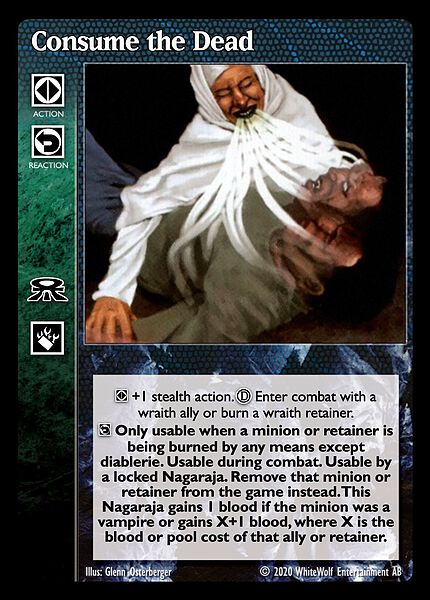 Consume the Dead
ACTION
REACTION
+1 stealth action. Ⓓ Enter combat with a
wraith ally or burn a wraith retainer.
Only usable when a minion or retainer is
being burned by any means except
diablerie. Usable during combat. Usable by
a locked Nagaraja. Remove that minion or
retainer from the game instead. This
Nagaraja gains 1 blood if the minion was a
vampire or gains X+1 blood, where X is the
blood or pool cost of that ally or retainer.
Illus: Glenn Osterberger © 2020 WhiteWolf Entertainment AB